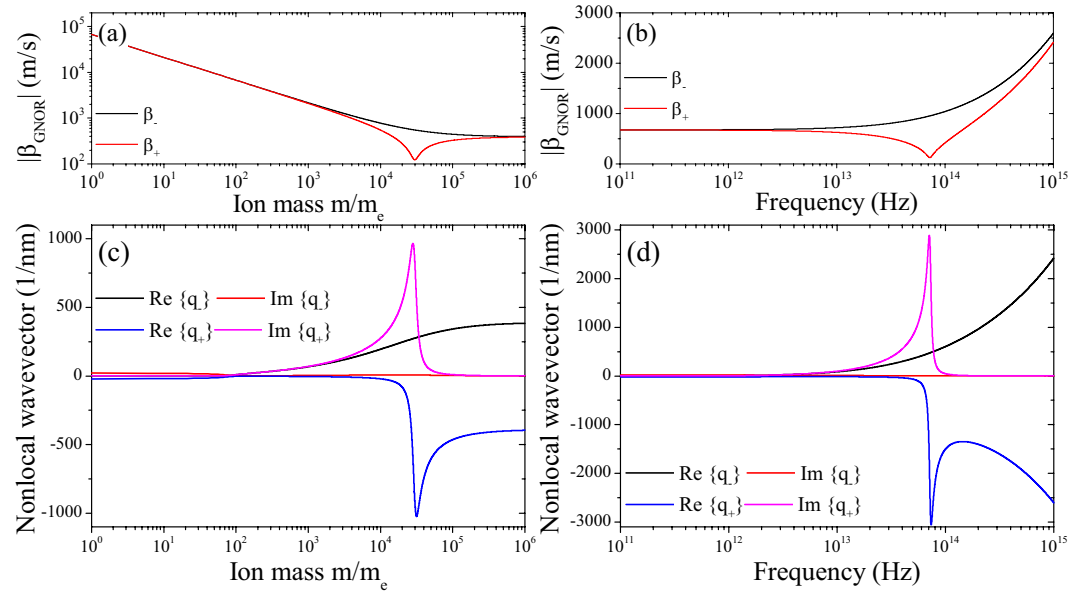 (a)
|β_GNOR| (m/s)
10^5
10^4
10^3
10^2
β_-
β_+
10^0 10^1 10^2 10^3 10^4 10^5 10^6
Ion mass m/m_e
(b)
|β_GNOR| (m/s)
3000
2000
1000
0
β_-
β_+
10^11 10^12 10^13 10^14 10^15
Frequency (Hz)
(c)
Nonlocal wavevector (1/nm)
1000
500
0
-500
-1000
Re {q_-} Im {q_-}
Re {q_+} Im {q_+}
10^0 10^1 10^2 10^3 10^4 10^5 10^6
Ion mass m/m_e
(d)
Nonlocal wavevector (1/nm)
3000
2000
1000
0
-1000
-2000
-3000
Re {q_-} Im {q_-}
Re {q_+} Im {q_+}
10^11 10^12 10^13 10^14 10^15
Frequency (Hz)